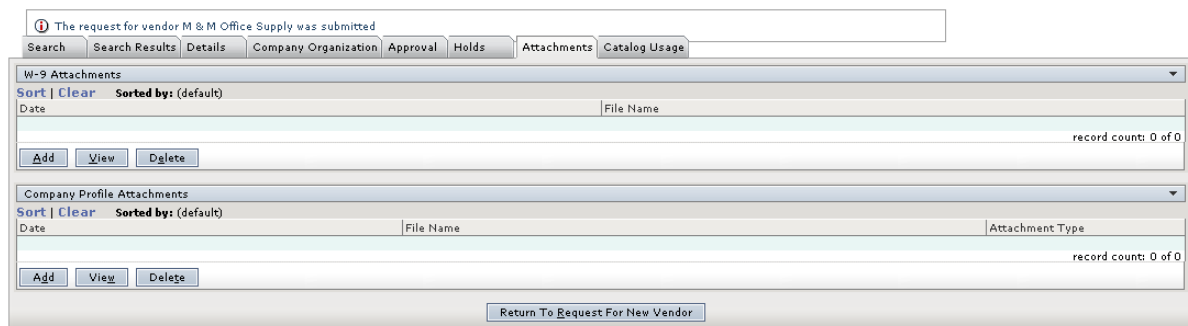 The request for vendor M & M Office Supply was submitted
Search Search Results Details Company Organization Approval Holds Attachments Catalog Usage
W-9 Attachments
Sort | Clear Sorted by: (default)
Date File Name
record count: 0 of 0
Add View Delete
Company Profile Attachments
Sort | Clear Sorted by: (default)
Date File Name Attachment Type
record count: 0 of 0
Add View Delete
Return To Request For New Vendor